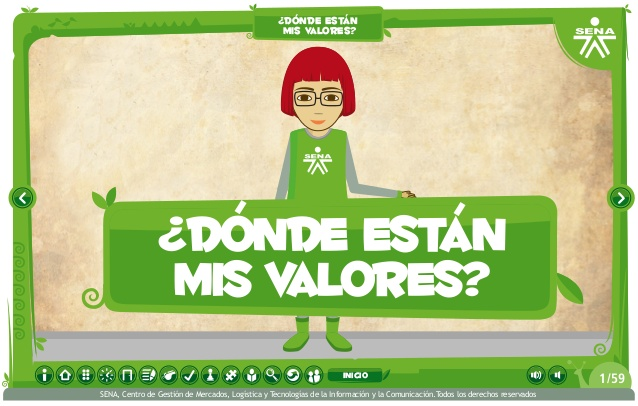 ¿DÓNDE ESTÁN
MIS VALORES?
SENA
SENA
¿DÓNDE ESTÁN
MIS VALORES?
INICIO
1/59
SENA, Centro de Gestión de Mercados, Logística y Tecnologías de la Información y la Comunicación. Todos los derechos reservados